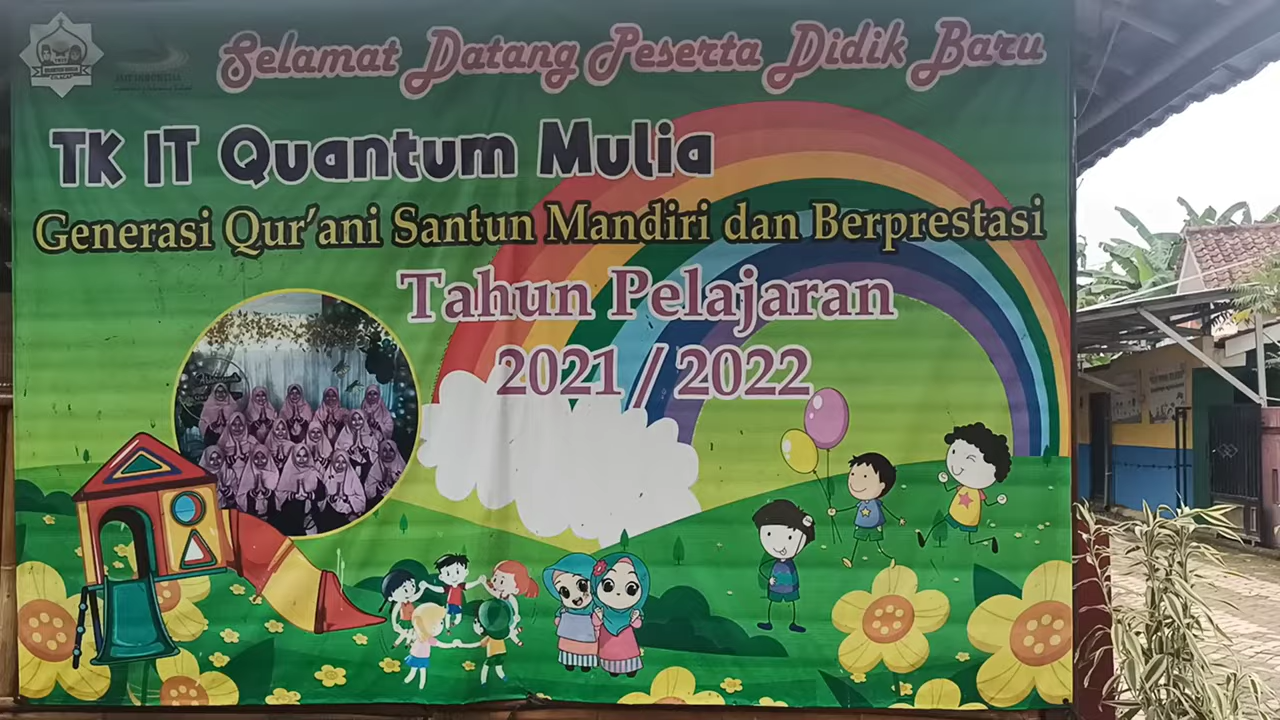 Selamat Datang Peserta Didik Baru
TK IT Quantum Mulia
Generasi Qur'ani Santun Mandiri dan Berprestasi
Tahun Pelajaran
2021 / 2022